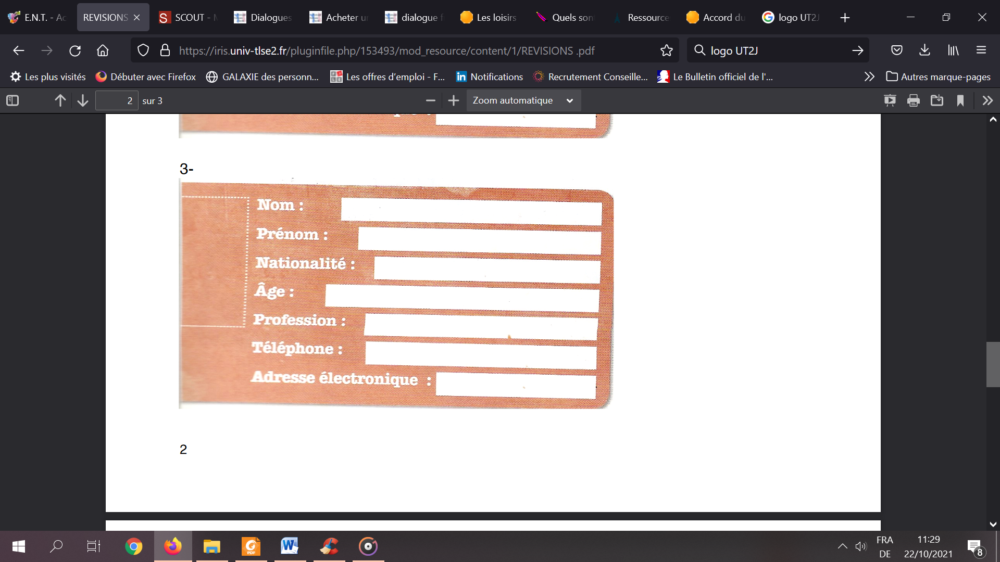 E.N.T. - Ac
REVISIONS
SCOUT - M
Dialogues
Acheter un
dialogue f
Les loisirs
Quels sont
Ressource
Accord du
logo UT2J
https://iris.univ-tlse2.fr/pluginfile.php/153493/mod_resource/content/1/REVISIONS .pdf
logo UT2J
Les plus visités
Débuter avec Firefox
GALAXIE des personn...
Les offres d'emploi - F...
Notifications
Recrutement Conseille...
Le Bulletin officiel de l'...
Autres marque-pages
2 sur 3
Zoom automatique
3-
Nom :
Prénom :
Nationalité :
Âge :
Profession :
Téléphone :
Adresse électronique :
2
FRA
DE
11:29
22/10/2021
8